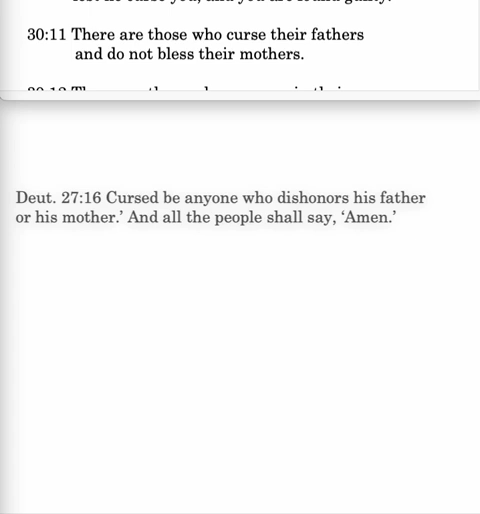 30:11 There are those who curse their fathers
and do not bless their mothers.
Deut. 27:16 Cursed be anyone who dishonors his father
or his mother.’ And all the people shall say, ‘Amen.’